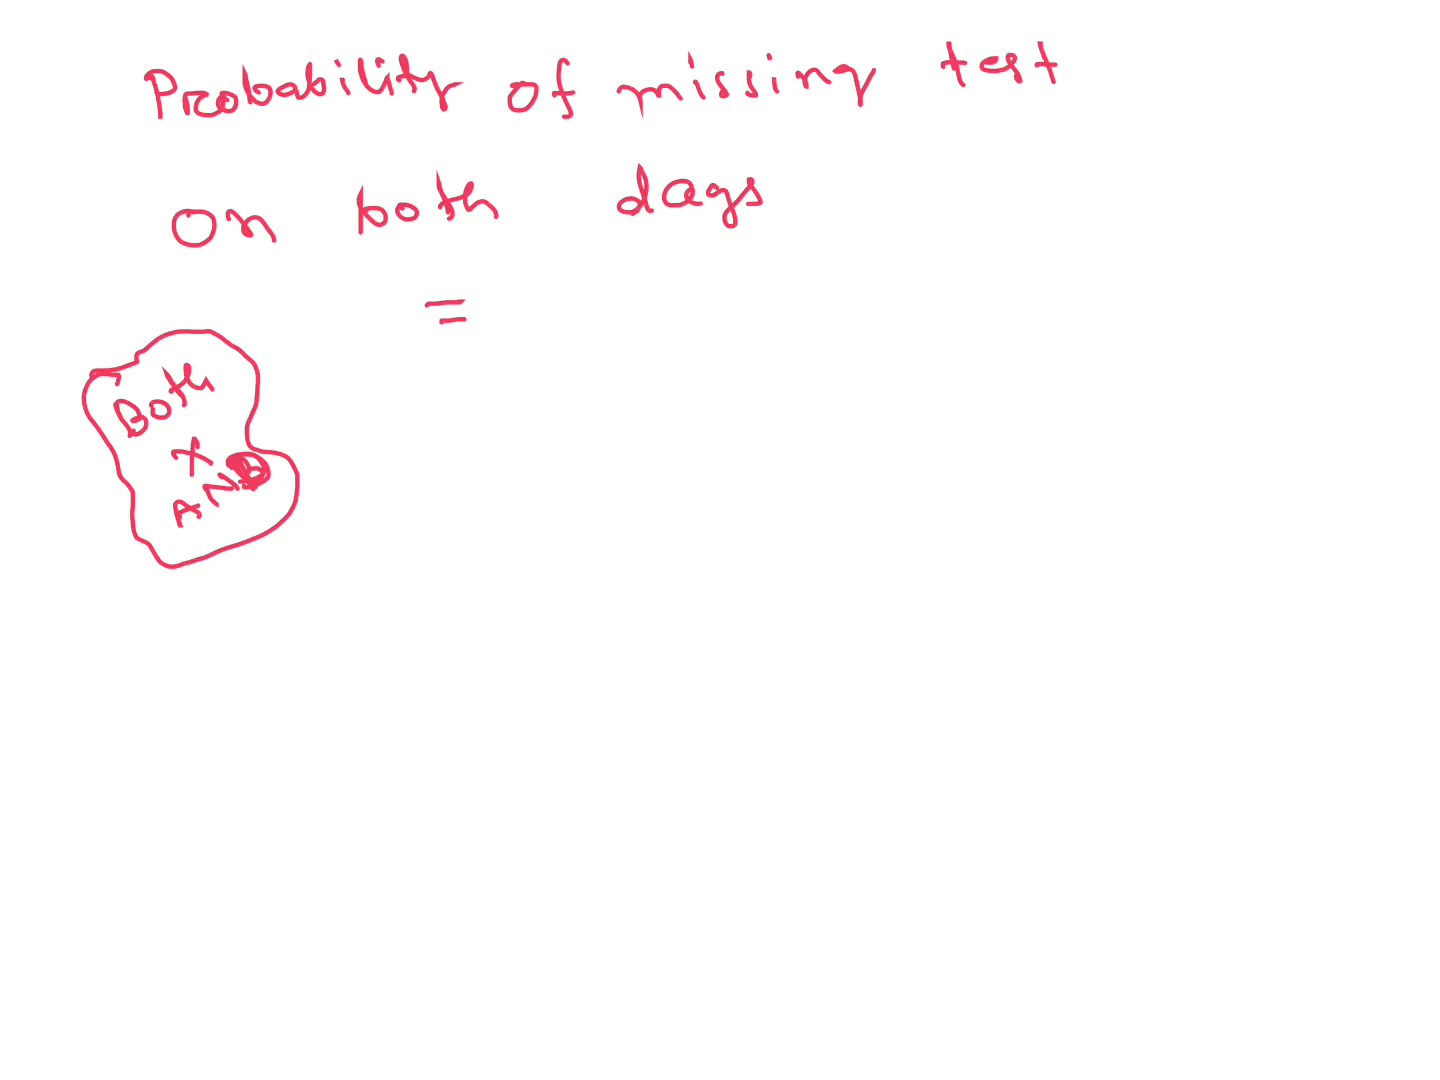 Probability of missing test
on both days
=
Both
+
AND